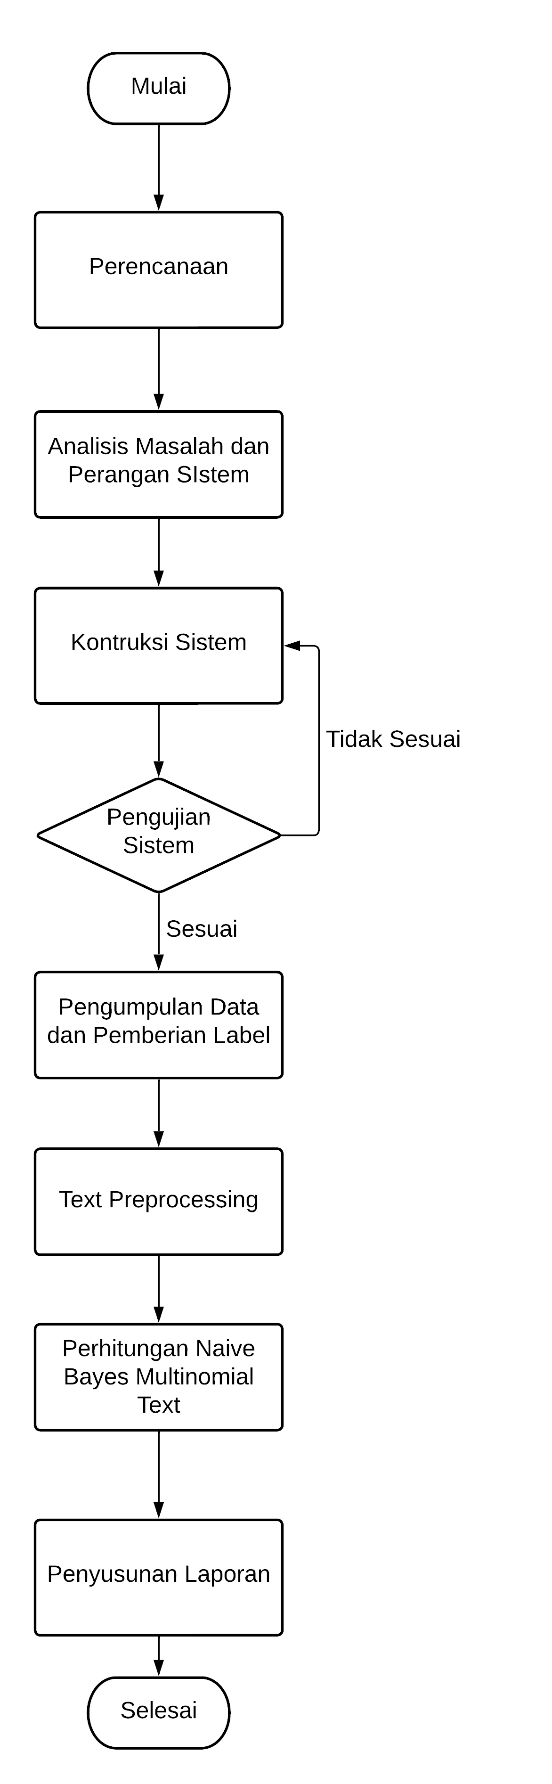 Mulai
Perencanaan
Analisis Masalah dan
Perangan SIstem
Kontruksi Sistem
Tidak Sesuai
Pengujian
Sistem
Sesuai
Pengumpulan Data
dan Pemberian Label
Text Preprocessing
Perhitungan Naive
Bayes Multinomial
Text
Penyusunan Laporan
Selesai